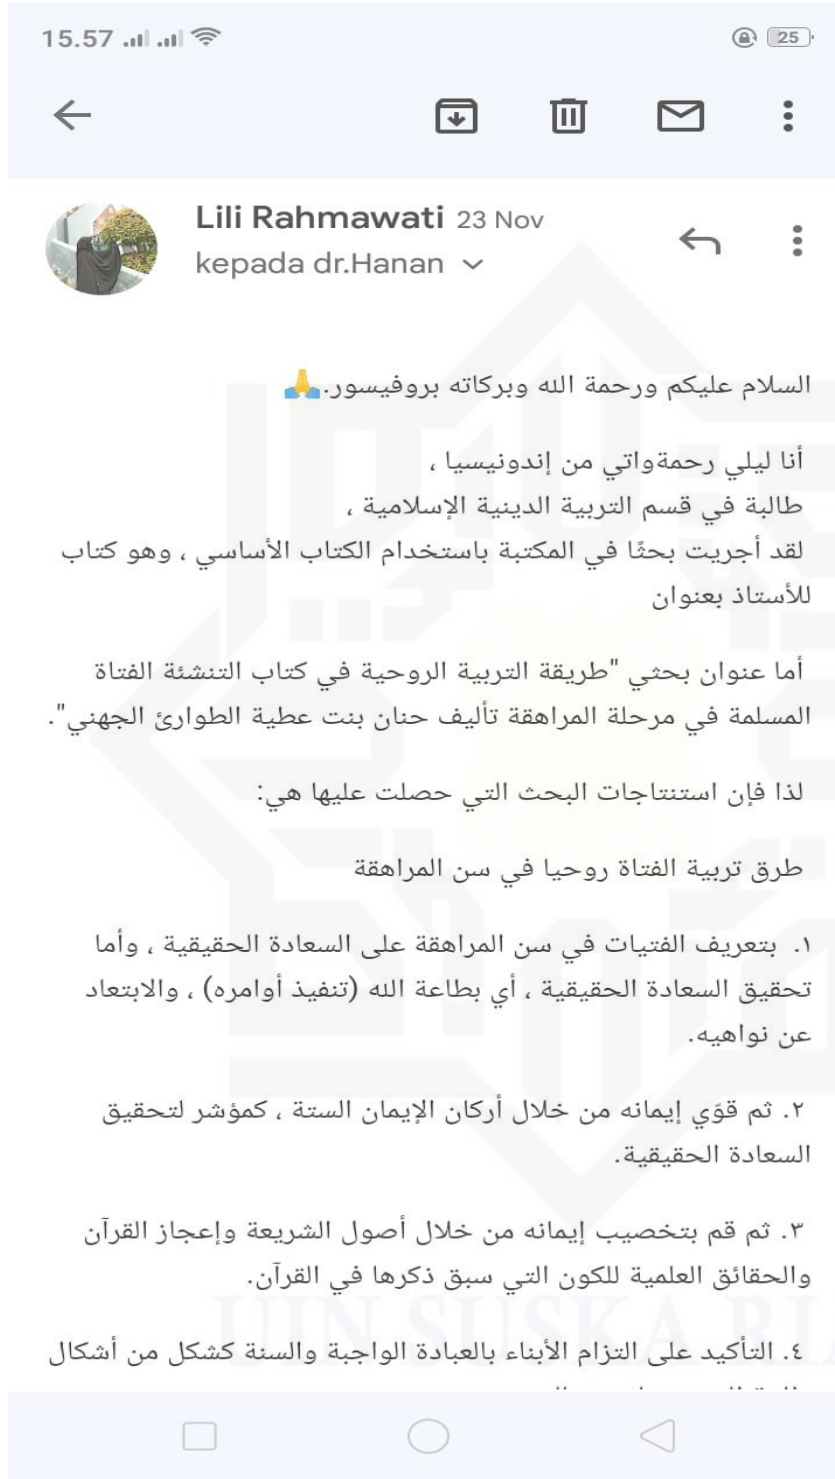 15.57
25
Lili Rahmawati 23 Nov
kepada dr.Hanan
السلام عليكم ورحمة الله وبركاته بروفيسور.🙏
أنا ليلي رحمةواتي من إندونيسيا ،
طالبة في قسم التربية الدينية الإسلامية ،
لقد أجريت بحثًا في المكتبة باستخدام الكتاب الأساسي ، وهو كتاب
للأستاذ بعنوان
أما عنوان بحثي "طريقة التربية الروحية في كتاب التنشئة الفتاة
المسلمة في مرحلة المراهقة تأليف حنان بنت عطية الطوارئ الجهني".
لذا فإن استنتاجات البحث التي حصلت عليها هي:
طرق تربية الفتاة روحيا في سن المراهقة
١. بتعريف الفتيات في سن المراهقة على السعادة الحقيقية ، وأما
تحقيق السعادة الحقيقية ، أي بطاعة الله (تنفيذ أوامره) ، والابتعاد
عن نواهيه.
٢. ثم قوّي إيمانه من خلال أركان الإيمان الستة ، كمؤشر لتحقيق
السعادة الحقيقية.
٣. ثم قم بتخصيب إيمانه من خلال أصول الشريعة وإعجاز القرآن
والحقائق العلمية للكون التي سبق ذكرها في القرآن.
UIN SUSKA RIA
٤. التأكيد على التزام الأبناء بالعبادة الواجبة والسنة كشكل من أشكال